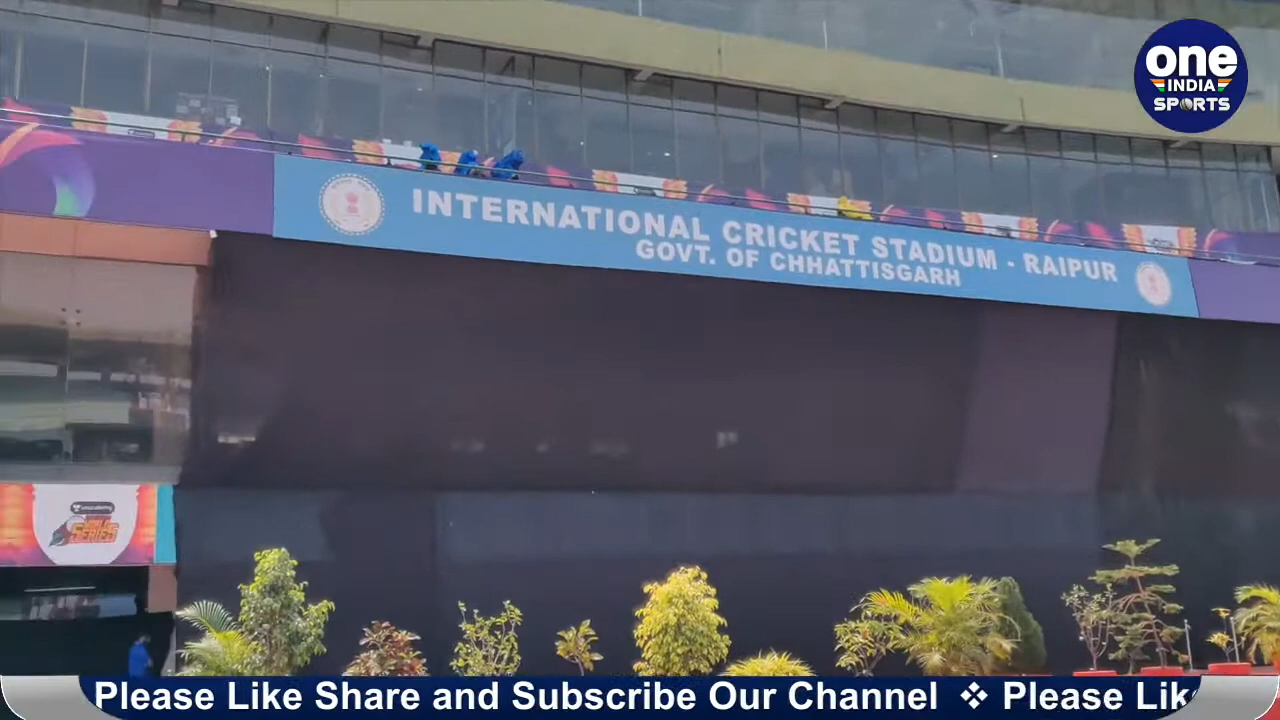 one
INDIA
SPORTS
INTERNATIONAL CRICKET STADIUM - RAIPUR
GOVT. OF CHHATTISGARH
SERIES
Please Like Share and Subscribe Our Channel ❖ Please Lik